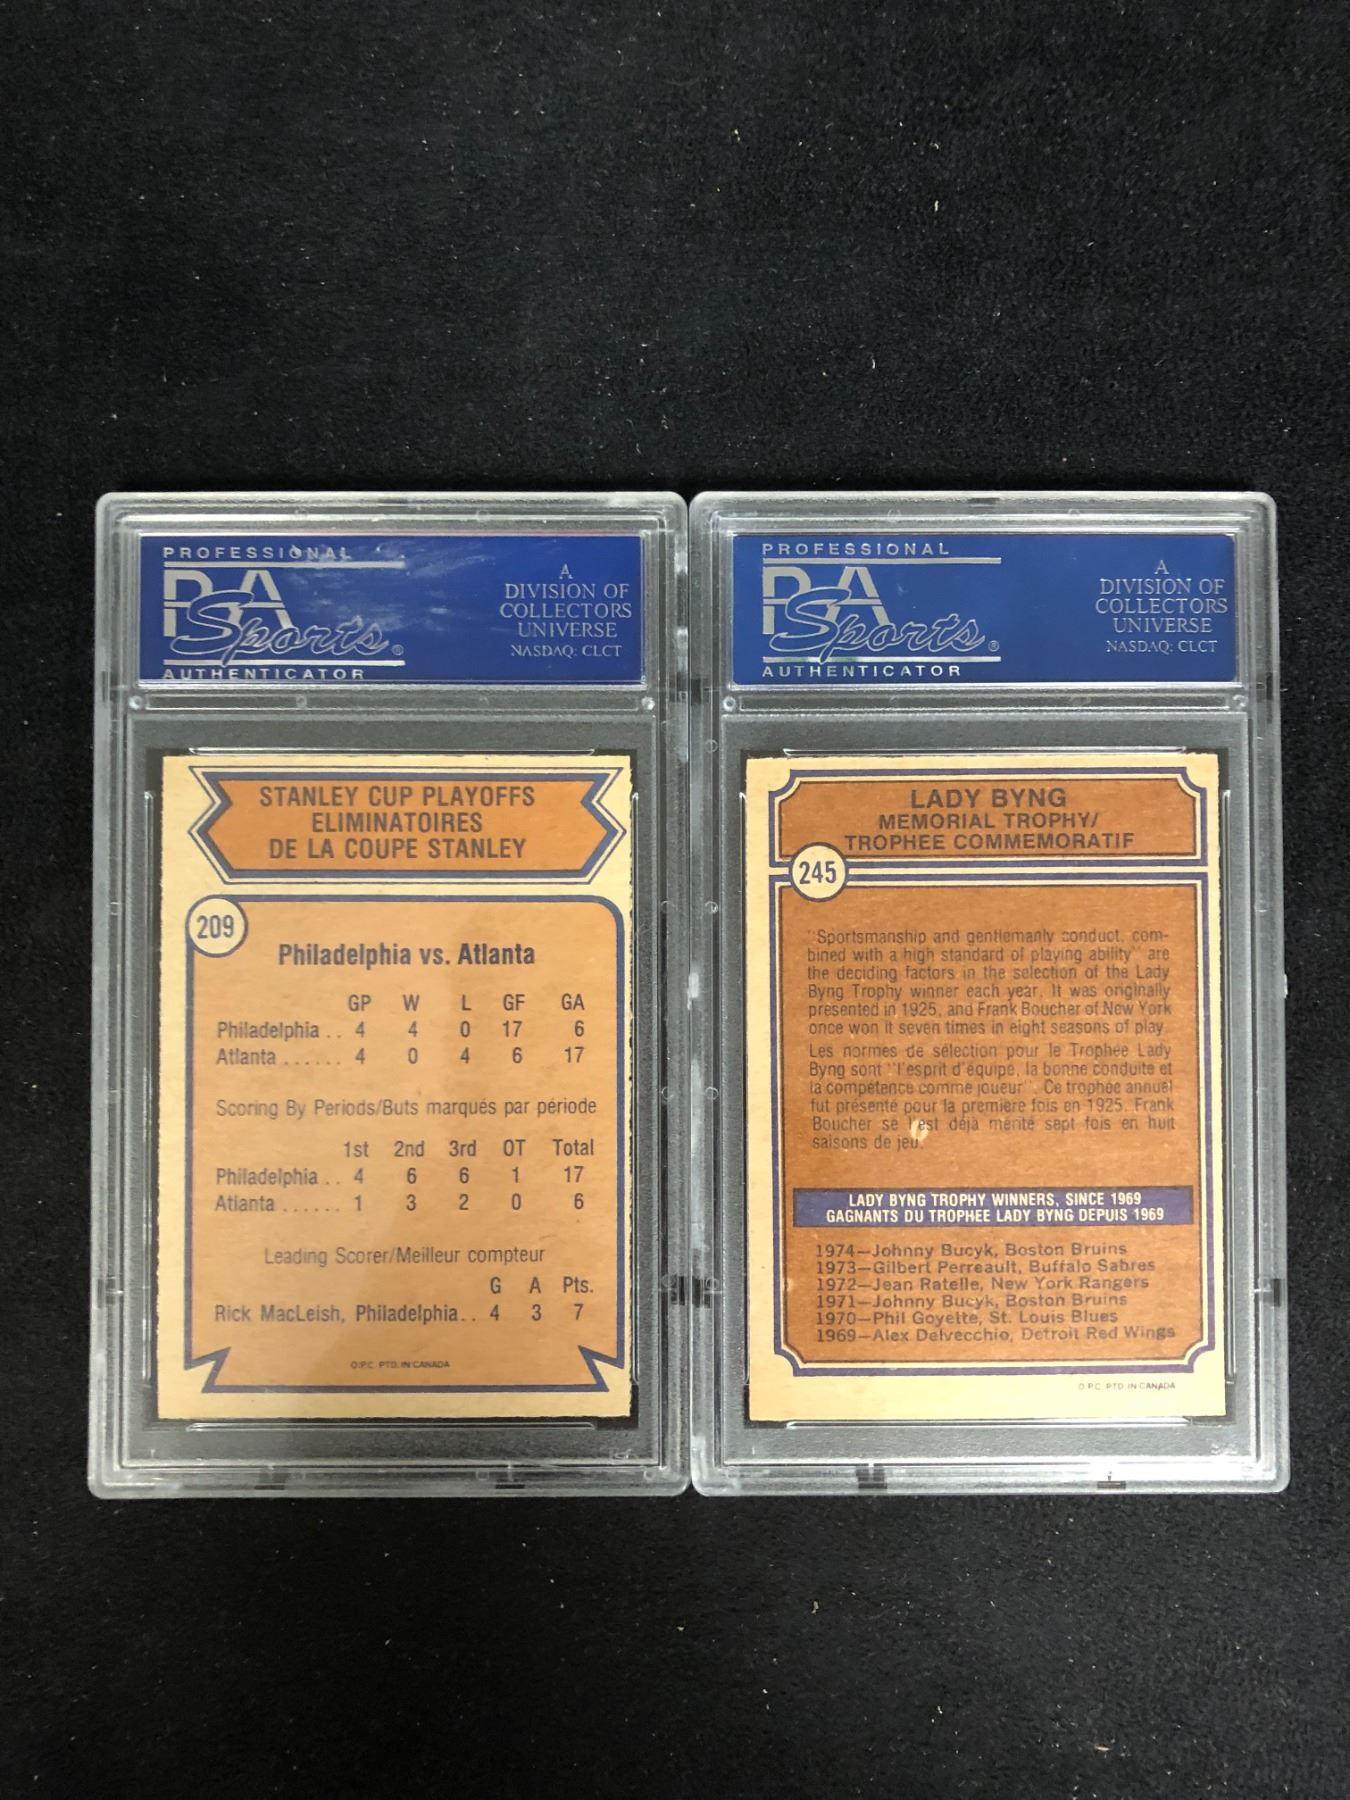 PROFESSIONAL
PSA
Sports®
AUTHENTICATOR
A
DIVISION OF
COLLECTORS
UNIVERSE
NASDAQ: CLCT
STANLEY CUP PLAYOFFS
ELIMINATOIRES
DE LA COUPE STANLEY
209
Philadelphia vs. Atlanta
GP W L GF GA
Philadelphia .. 4 4 0 17 6
Atlanta ...... 4 0 4 6 17
Scoring By Periods/Buts marqués par période
1st 2nd 3rd OT Total
Philadelphia .. 4 6 6 1 17
Atlanta ...... 1 3 2 0 6
Leading Scorer/Meilleur compteur
G A Pts.
Rick MacLeish, Philadelphia.. 4 3 7
O.P.C. PTD. IN CANADA
PROFESSIONAL
PSA
Sports®
AUTHENTICATOR
A
DIVISION OF
COLLECTORS
UNIVERSE
NASDAQ: CLCT
LADY BYNG
MEMORIAL TROPHY/
TROPHEE COMMEMORATIF
245
"Sportsmanship and gentlemanly conduct, com-
bined with a high standard of playing ability" are
the deciding factors in the selection of the Lady
Byng Trophy winner each year. It was originally
presented in 1925, and Frank Boucher of New York
once won it seven times in eight seasons of play.
Les normes de sélection pour le Trophée Lady
Byng sont "l'esprit d'équipe, la bonne conduite et
la compétence comme joueur". Ce trophée annuel
fut présenté pour la première fois en 1925. Frank
Boucher se l'est déjà mérité sept fois en huit
saisons de jeu.
LADY BYNG TROPHY WINNERS, SINCE 1969
GAGNANTS DU TROPHEE LADY BYNG DEPUIS 1969
1974—Johnny Bucyk, Boston Bruins
1973—Gilbert Perreault, Buffalo Sabres
1972—Jean Ratelle, New York Rangers
1971—Johnny Bucyk, Boston Bruins
1970—Phil Goyette, St. Louis Blues
1969—Alex Delvecchio, Detroit Red Wings
O.P.C. PTD. IN CANADA